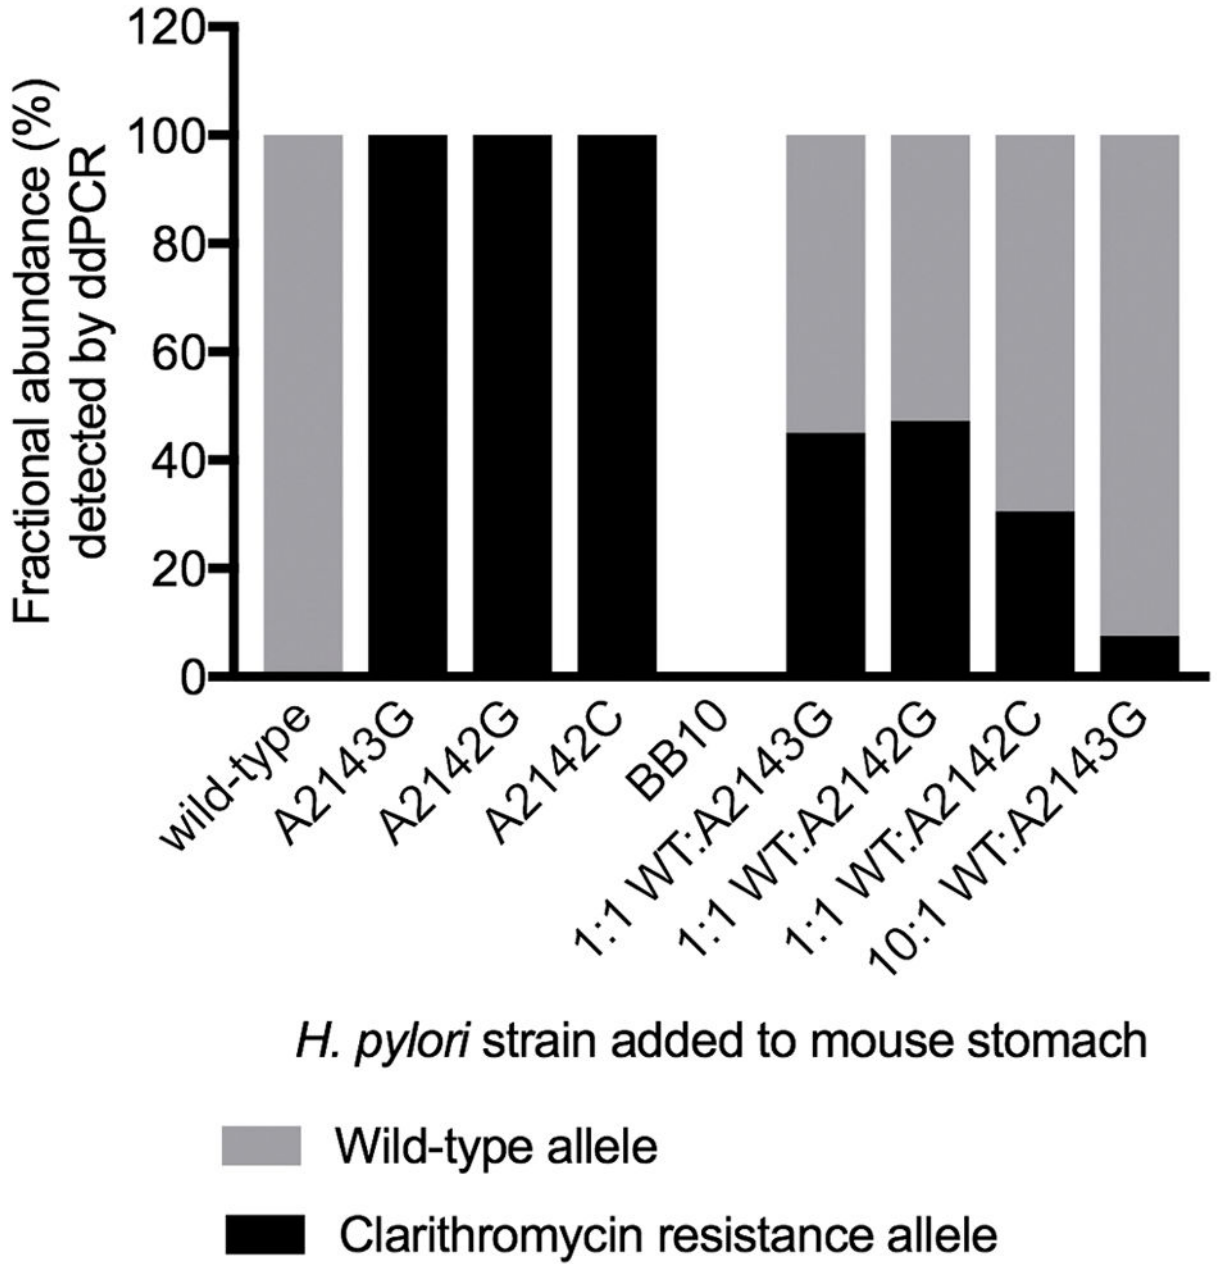 Fractional abundance (%)
detected by ddPCR
120
100
80
60
40
20
0
wild-type
A2143G
A2142G
A2142C
BB10
1:1 WT:A2143G
1:1 WT:A2142G
1:1 WT:A2142C
10:1 WT:A2143G
H. pylori strain added to mouse stomach
Wild-type allele
Clarithromycin resistance allele